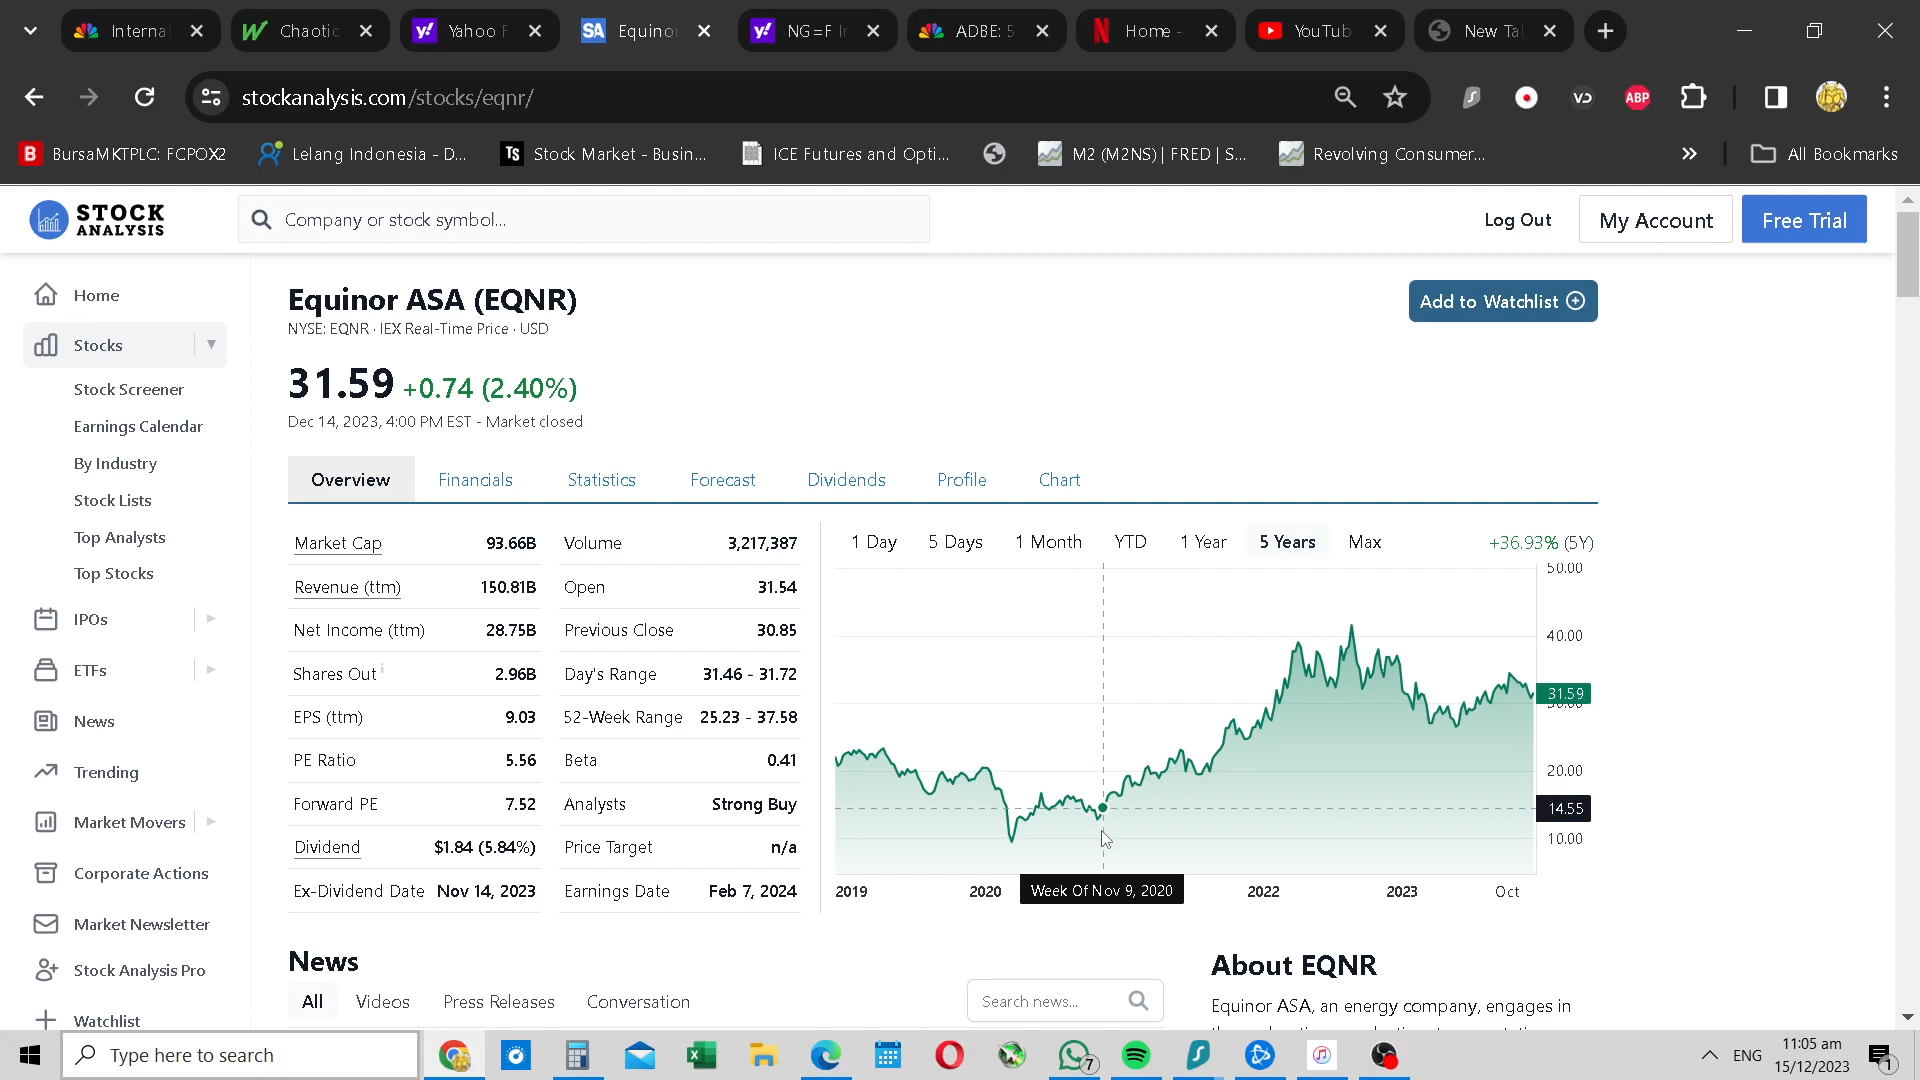 Interna
Chaotic
Yahoo F
Equinor
NG=F In
ADBE: 5
Home -
YouTub
New Ta
stockanalysis.com/stocks/eqnr/
VD
ABP
B BursaMKTPLC: FCPOX2
Lelang Indonesia - D...
Ts Stock Market - Busin...
ICE Futures and Opti...
M2 (M2NS) | FRED | S...
Revolving Consumer...
All Bookmarks
STOCK
ANALYSIS
Company or stock symbol...
Log Out
My Account
Free Trial
Home
Stocks
Stock Screener
Earnings Calendar
By Industry
Stock Lists
Top Analysts
Top Stocks
IPOs
ETFs
News
Trending
Market Movers
Corporate Actions
Market Newsletter
Stock Analysis Pro
Watchlist
Equinor ASA (EQNR)
NYSE: EQNR · IEX Real-Time Price · USD
Add to Watchlist
31.59 +0.74 (2.40%)
Dec 14, 2023, 4:00 PM EST - Market closed
Overview Financials Statistics Forecast Dividends Profile Chart
Market Cap 93.66B Volume 3,217,387
Revenue (ttm) 150.81B Open 31.54
Net Income (ttm) 28.75B Previous Close 30.85
Shares Out 2.96B Day's Range 31.46 - 31.72
EPS (ttm) 9.03 52-Week Range 25.23 - 37.58
PE Ratio 5.56 Beta 0.41
Forward PE 7.52 Analysts Strong Buy
Dividend $1.84 (5.84%) Price Target n/a
Ex-Dividend Date Nov 14, 2023 Earnings Date Feb 7, 2024
1 Day 5 Days 1 Month YTD 1 Year 5 Years Max +36.93% (5Y)
50.00
40.00
31.59
30.00
20.00
14.55
10.00
2019 2020 Week Of Nov 9, 2020 2022 2023 Oct
News
All Videos Press Releases Conversation
Search news...
About EQNR
Equinor ASA, an energy company, engages in
Type here to search
7
ENG
11:05 am
15/12/2023
1